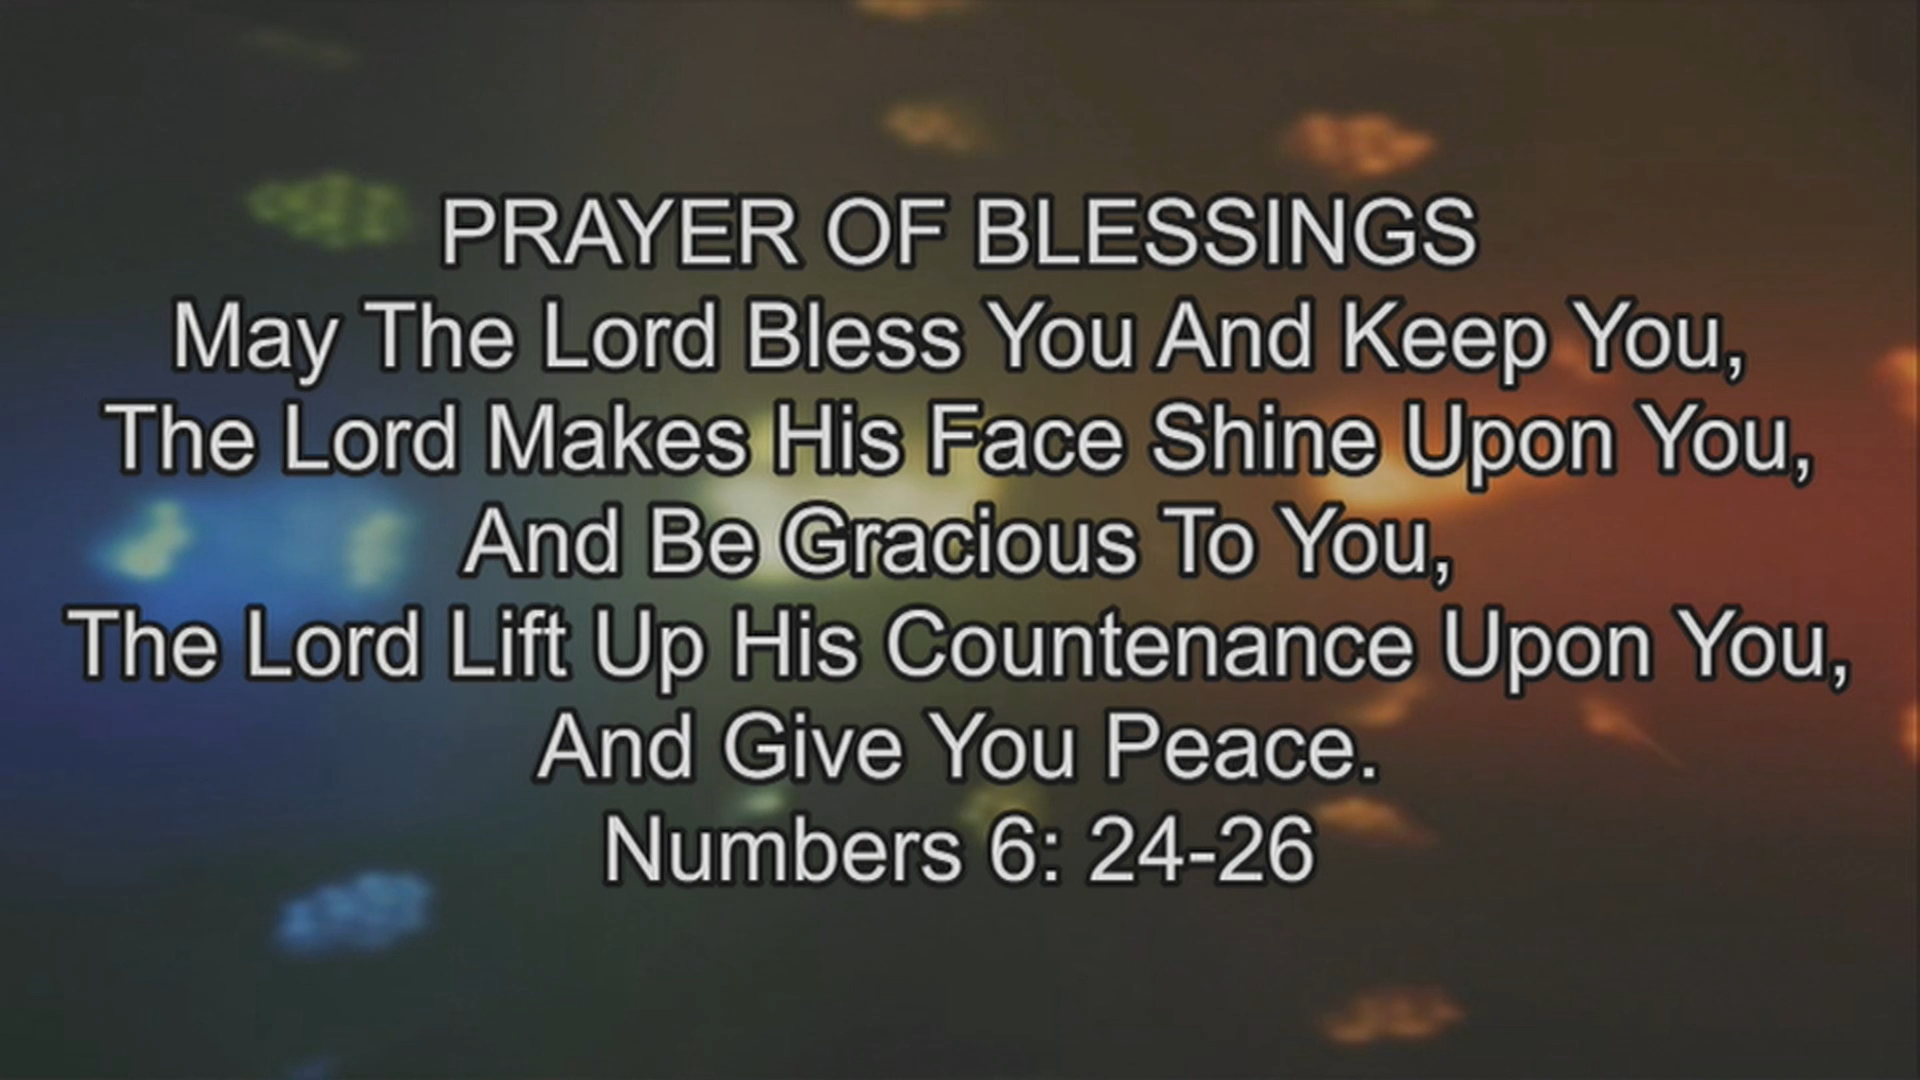 PRAYER OF BLESSINGS
May The Lord Bless You And Keep You,
The Lord Makes His Face Shine Upon You,
And Be Gracious To You,
The Lord Lift Up His Countenance Upon You,
And Give You Peace.
Numbers 6: 24-26